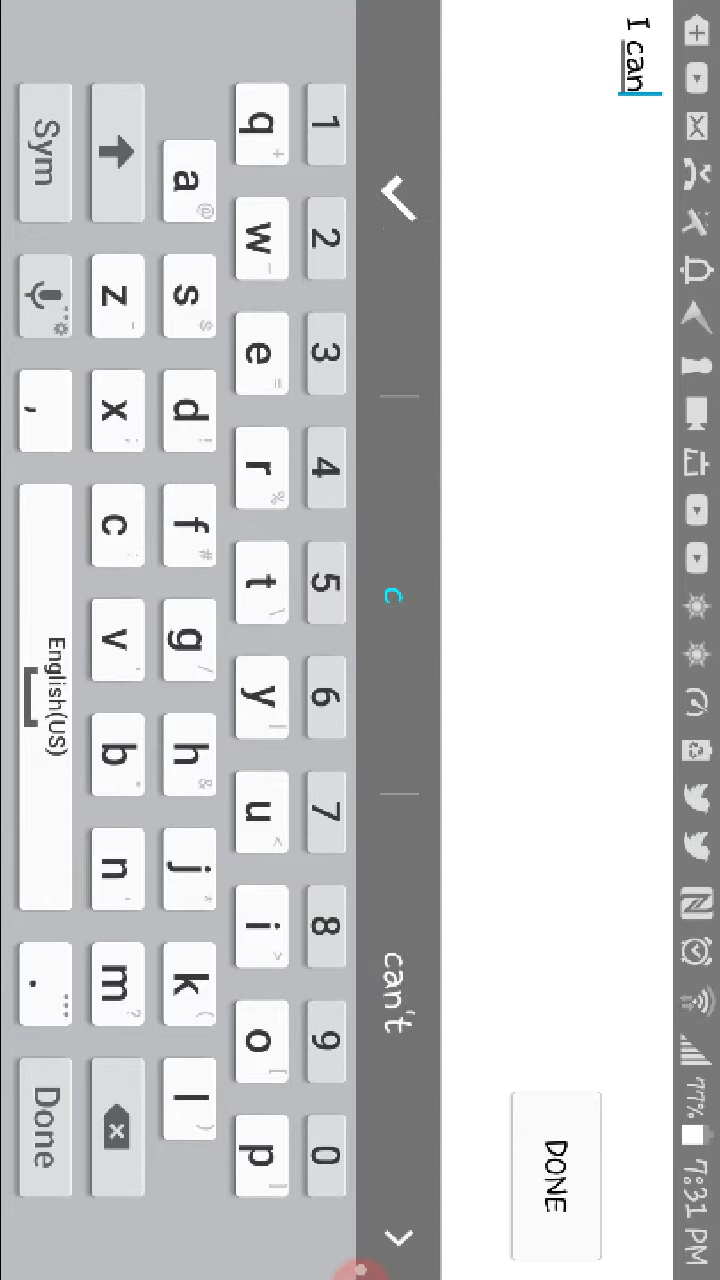 77% 7:31 PM
I can
DONE
c can't
1 2 3 4 5 6 7 8 9 0
q + w - e = r % t \ y | u < i > o [ p ]
a @ s $ d ! f # g / h & j * k ( l )
z - x ; c : v ' b " n , m ?
Sym , English(US) . ... Done